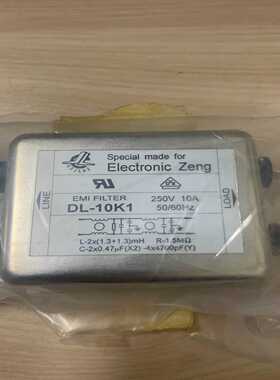 Special made for
Electronic Zeng
EMI FILTER
250V 10A
DL-10K1
50/60Hz
LINE
LOAD
L-2x(1.3+1.3)mH R-1.5MΩ
C-2x0.47μF(X2) -4x4700pF(Y)